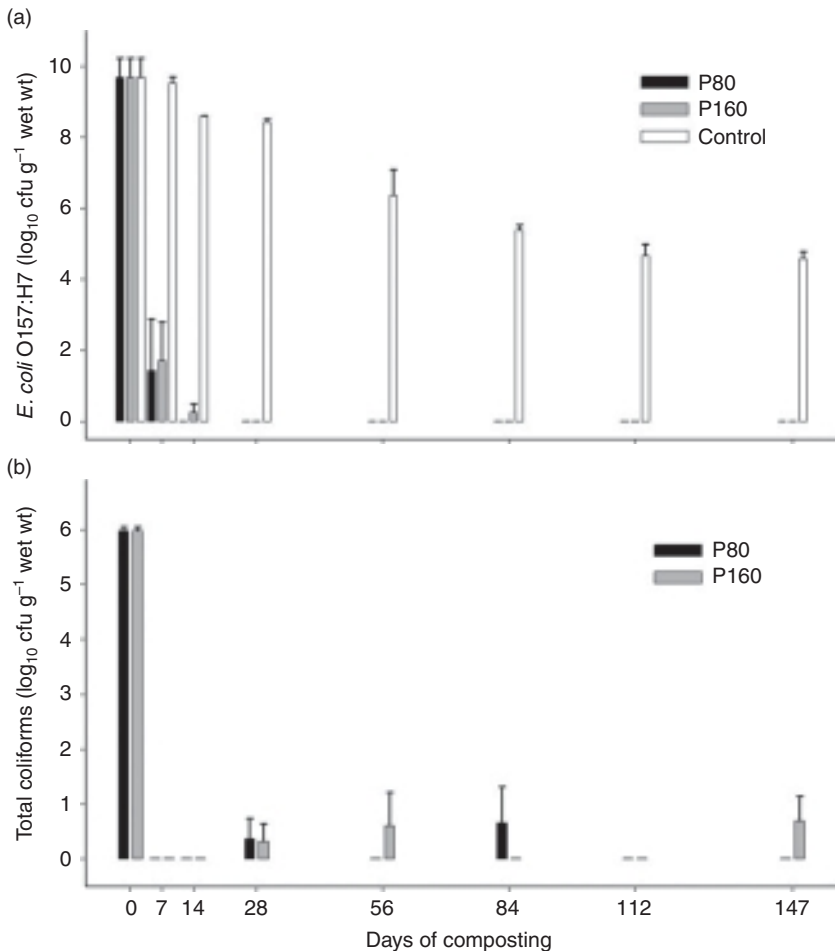 (a)
E. coli O157:H7 (log₁₀ cfu g⁻¹ wet wt)
10
8
6
4
2
0
P80
P160
Control
(b)
Total coliforms (log₁₀ cfu g⁻¹ wet wt)
6
5
4
3
2
1
0
P80
P160
0 7 14 28 56 84 112 147
Days of composting